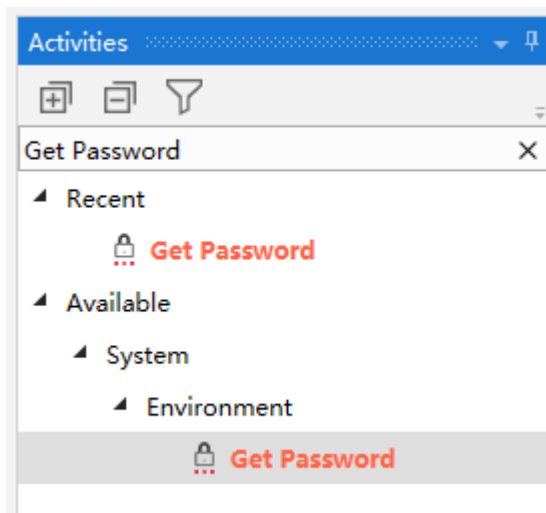 Activities
Get Password
Recent
Get Password
Available
System
Environment
Get Password